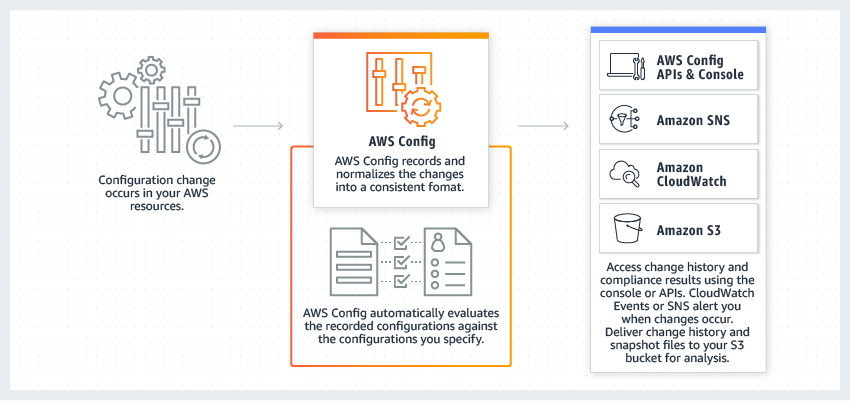 Configuration change
occurs in your AWS
resources.
AWS Config
AWS Config records and
normalizes the changes
into a consistent fomat.
AWS Config automatically evaluates
the recorded configurations against
the configurations you specify.
AWS Config
APIs & Console
Amazon SNS
Amazon
CloudWatch
Amazon S3
Access change history and
compliance results using the
console or APIs. CloudWatch
Events or SNS alert you
when changes occur.
Deliver change history and
snapshot files to your S3
bucket for analysis.